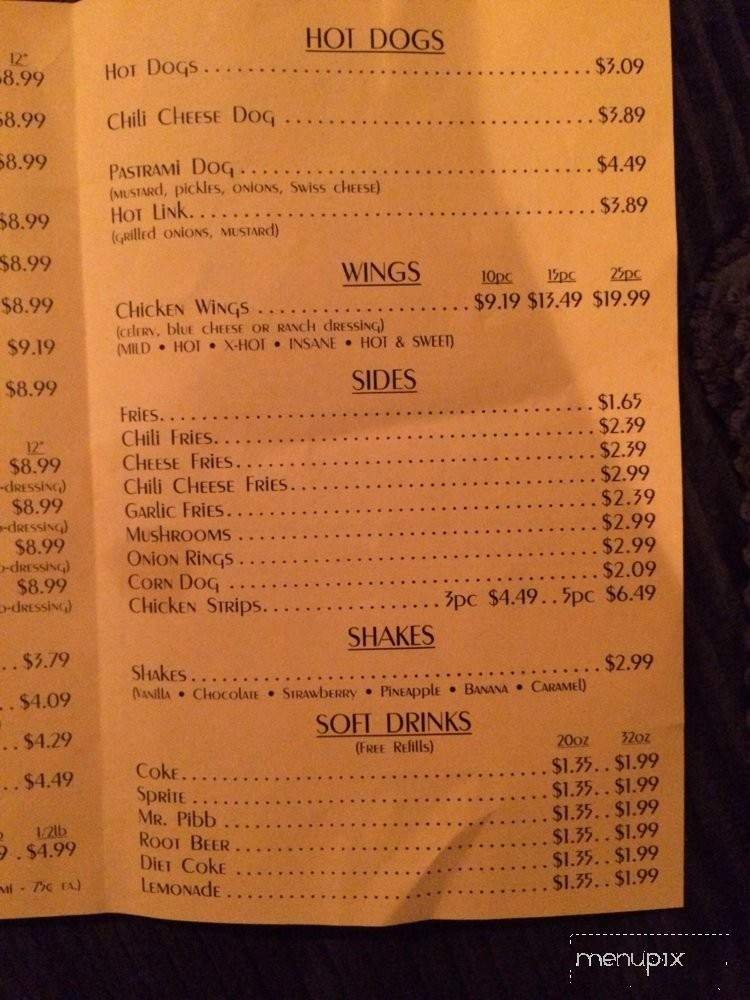 12"
$8.99
$8.99
$8.99
$8.99
$8.99
$8.99
$9.19
$8.99
12"
$8.99
-dressing)
$8.99
-dressing)
$8.99
o-dressing)
$8.99
o-dressing)
. . $3.79
. . $4.09
. . $4.29
. . $4.49
1/2lb
9 . $4.99
mi - 75¢ ea.)
HOT DOGS
Hot Dogs $3.09
Chili Cheese Dog $3.89
Pastrami Dog $4.49
(mustard, pickles, onions, Swiss cheese)
Hot Link $3.89
(grilled onions, mustard)
WINGS 10pc 15pc 25pc
Chicken Wings $9.19 $13.49 $19.99
(celery, blue cheese or ranch dressing)
(MILD • HOT • X-HOT • INSANE • HOT & SWEET)
SIDES
Fries $1.65
Chili Fries $2.39
Cheese Fries $2.39
Chili Cheese Fries $2.99
Garlic Fries $2.39
Mushrooms $2.99
Onion Rings $2.99
Corn Dog $2.09
Chicken Strips 3pc $4.49 . . 5pc $6.49
SHAKES
Shakes $2.99
(Vanilla • Chocolate • Strawberry • Pineapple • Banana • Caramel)
SOFT DRINKS
(Free Refills) 20oz 32oz
Coke $1.35 . . $1.99
Sprite $1.35 . . $1.99
Mr. Pibb $1.35 . . $1.99
Root Beer $1.35 . . $1.99
Diet Coke $1.35 . . $1.99
Lemonade $1.35 . . $1.99
menupix